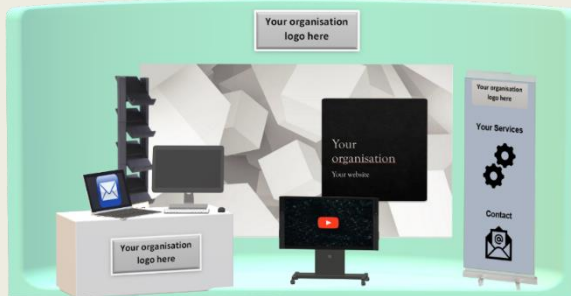 Your organisation
logo here
Your
organisation
Your website
Your organisation
logo here
Your organisation
logo here
Your Services
Contact
@